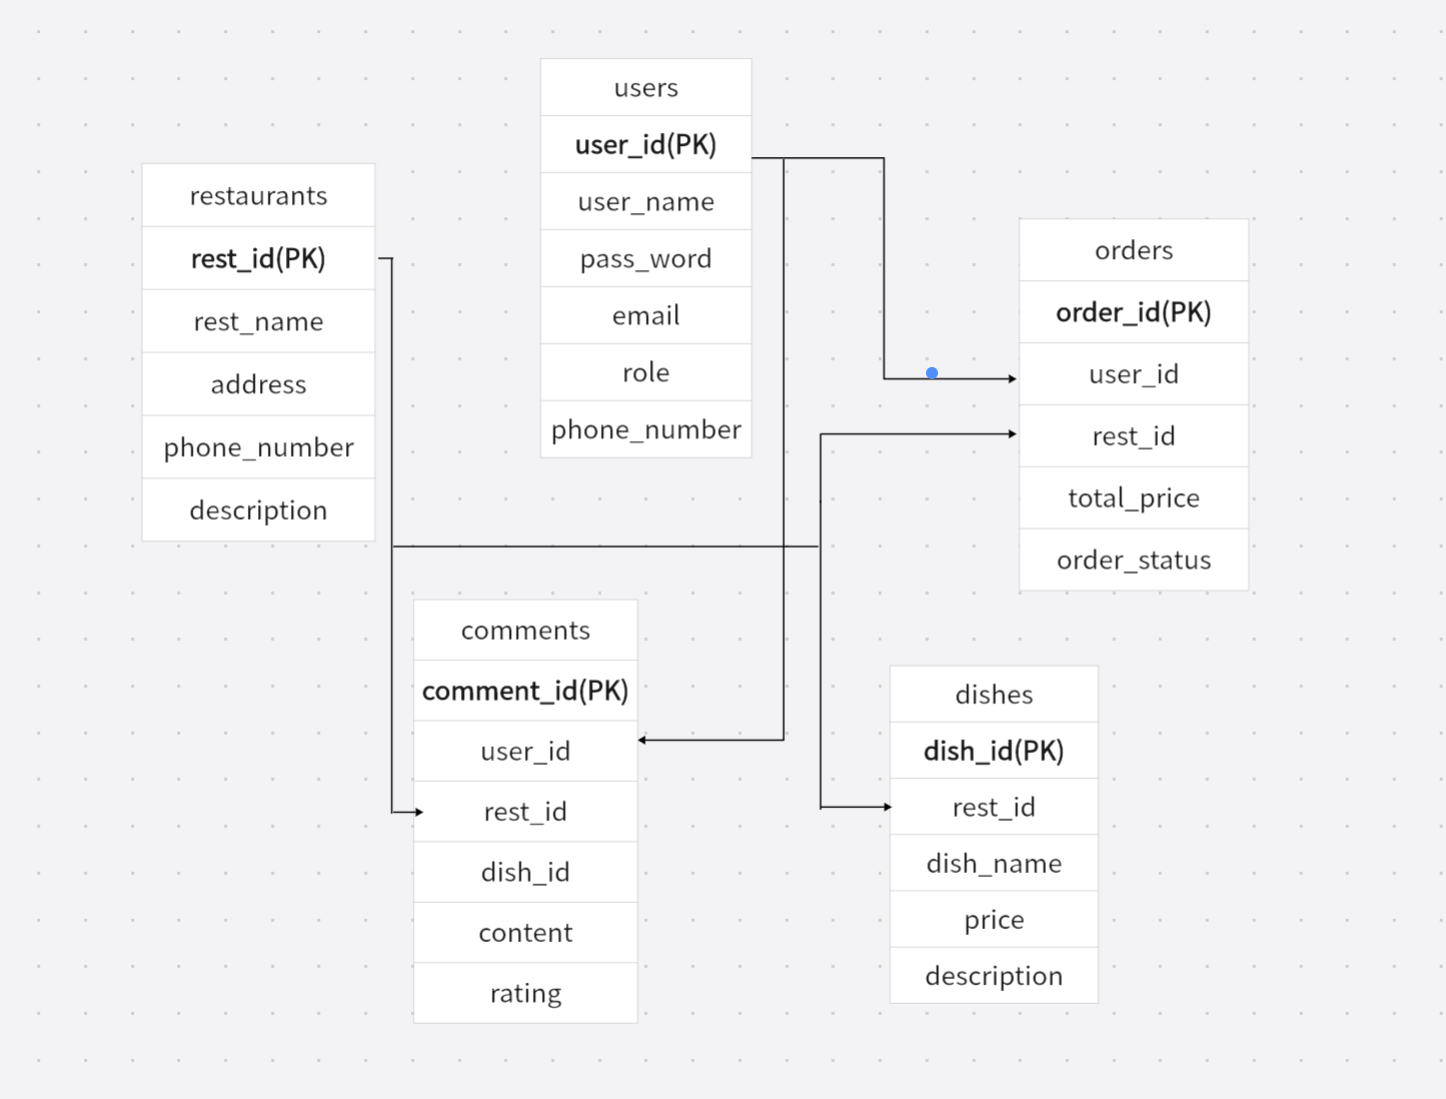 users
user_id(PK)
user_name
pass_word
email
role
phone_number
restaurants
rest_id(PK)
rest_name
address
phone_number
description
orders
order_id(PK)
user_id
rest_id
total_price
order_status
comments
comment_id(PK)
user_id
rest_id
dish_id
content
rating
dishes
dish_id(PK)
rest_id
dish_name
price
description